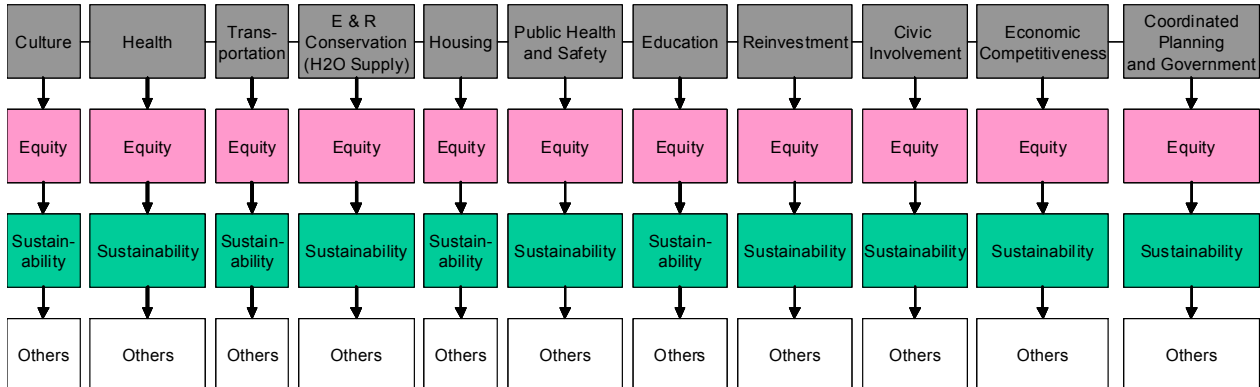 Culture
Health
Trans-
portation
E & R
Conservation
(H2O Supply)
Housing
Public Health
and Safety
Education
Reinvestment
Civic
Involvement
Economic
Competitiveness
Coordinated
Planning
and Government
Equity
Equity
Equity
Equity
Equity
Equity
Equity
Equity
Equity
Equity
Equity
Sustain-
ability
Sustainability
Sustain-
ability
Sustainability
Sustain-
ability
Sustainability
Sustain-
ability
Sustainability
Sustainability
Sustainability
Sustainability
Others
Others
Others
Others
Others
Others
Others
Others
Others
Others
Others